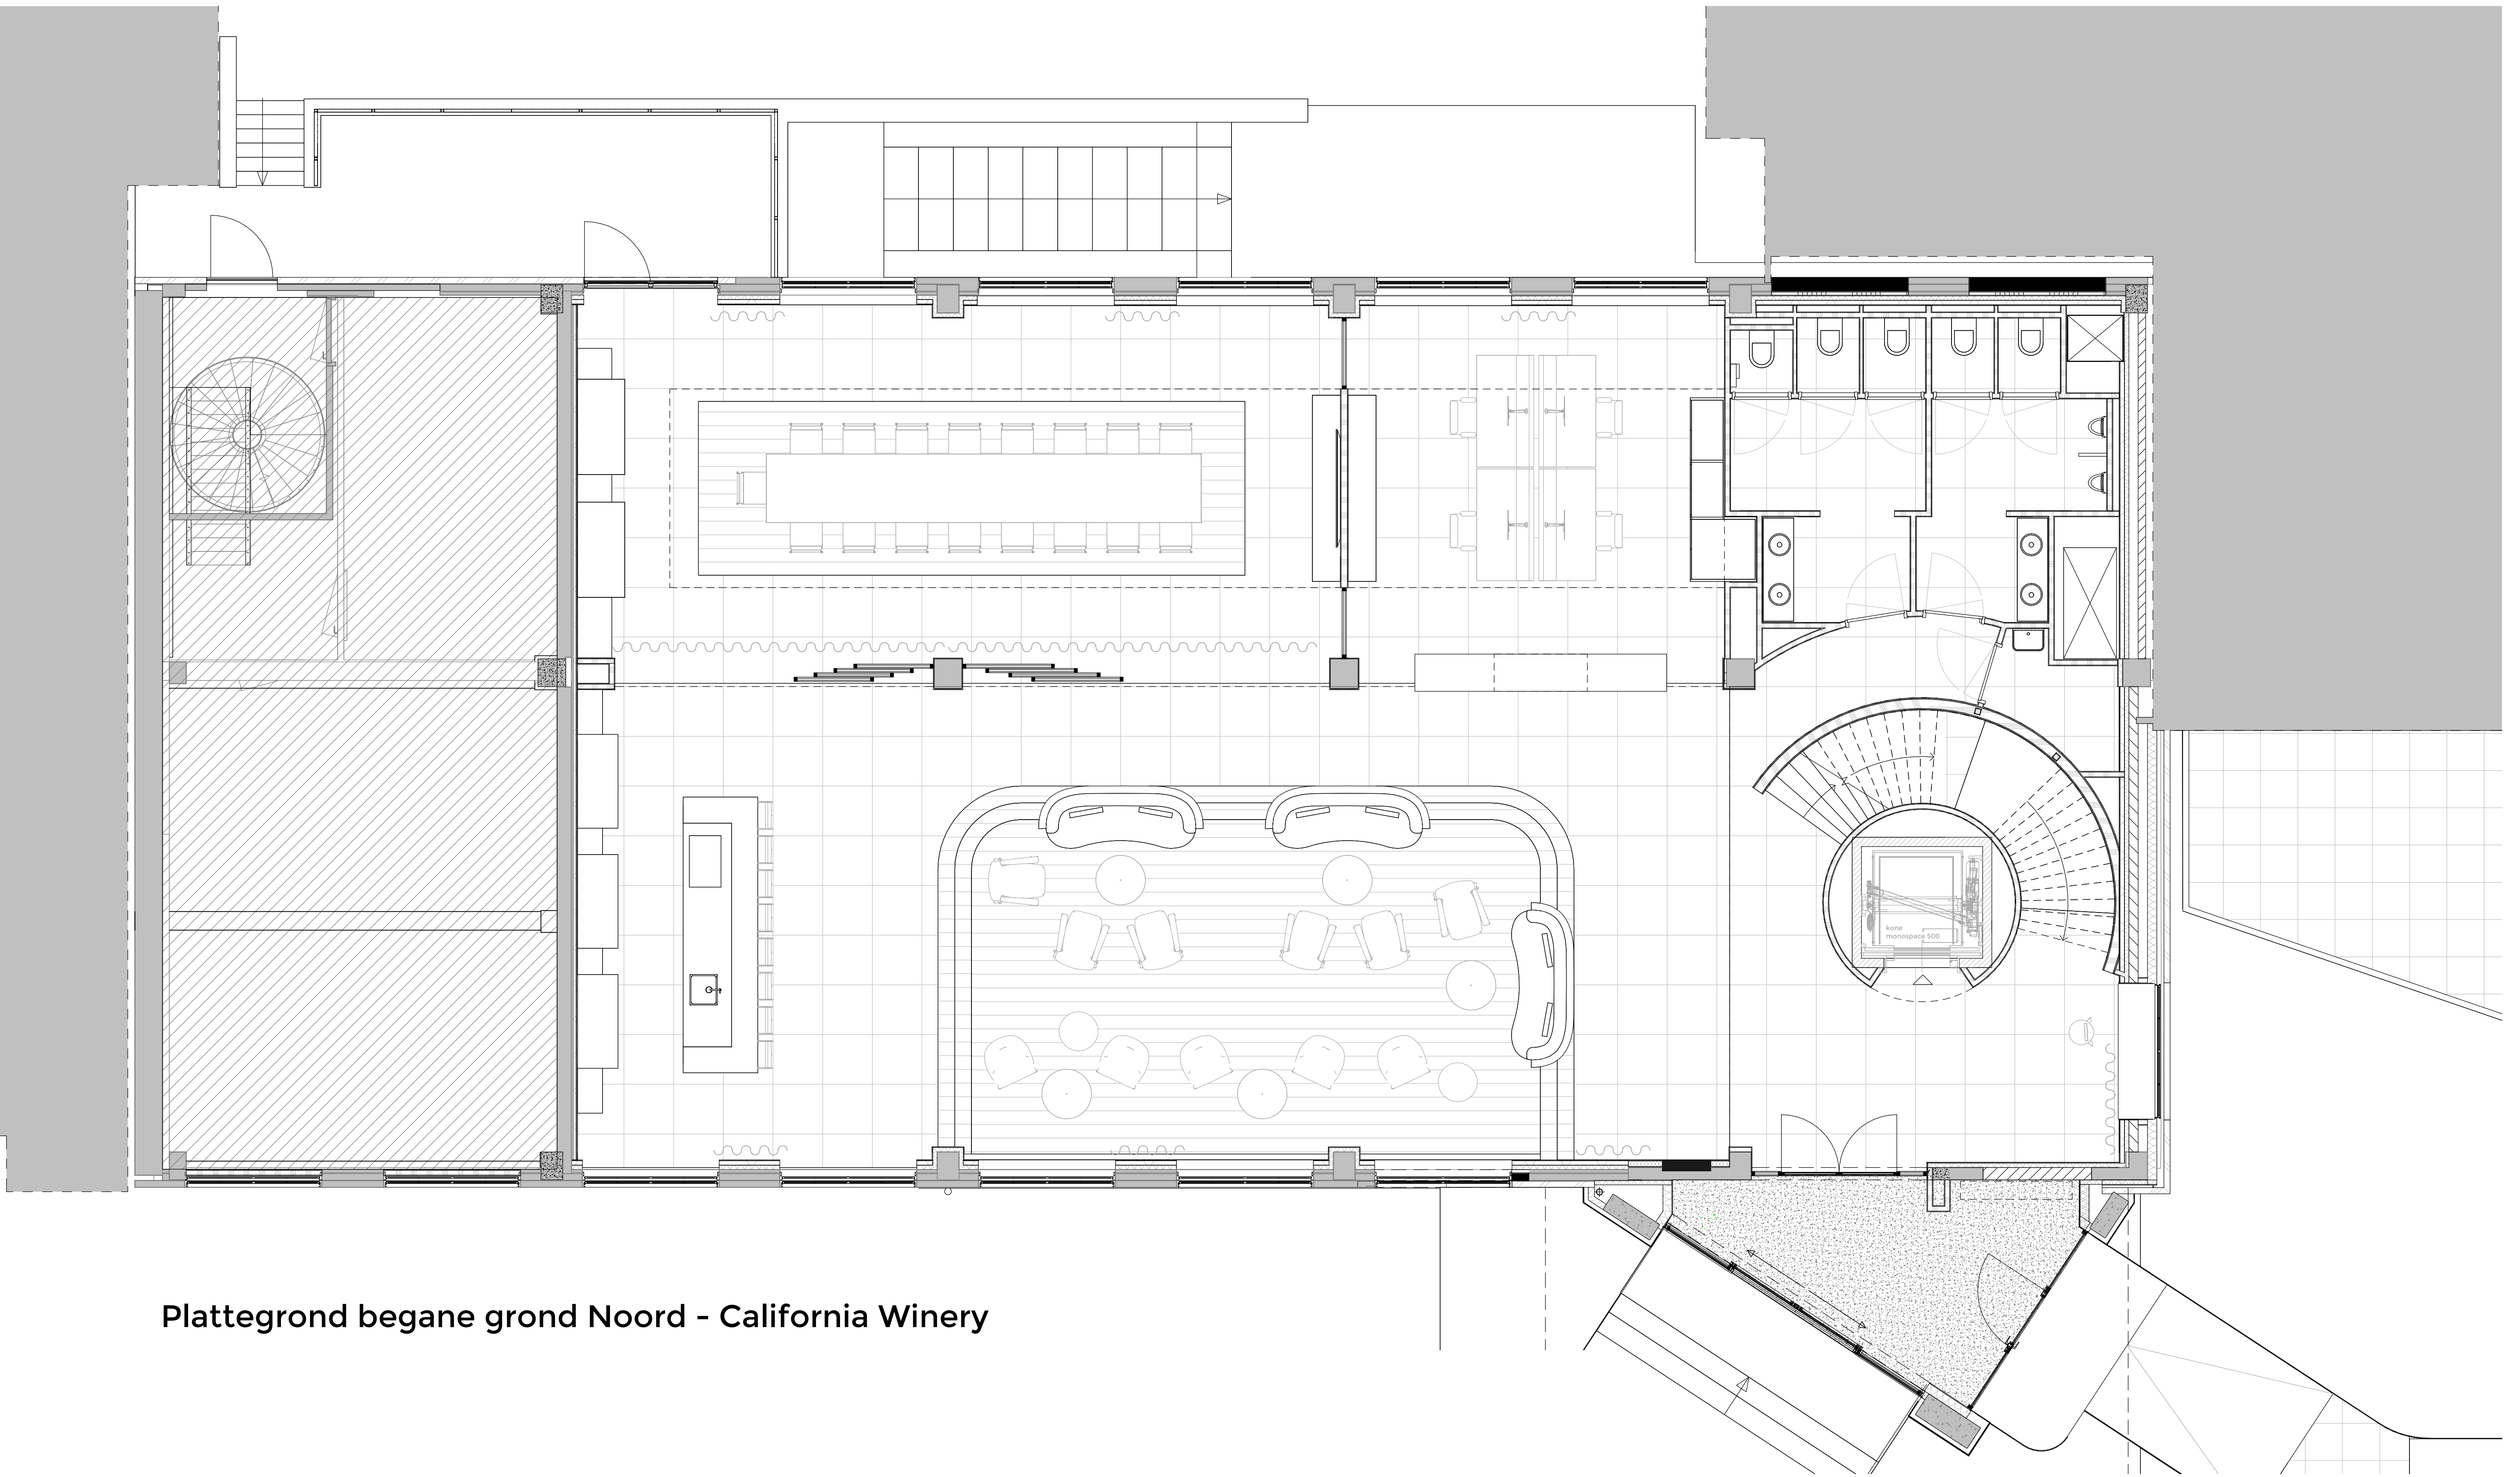 kone
monospace 500
Plattegrond begane grond Noord - California Winery